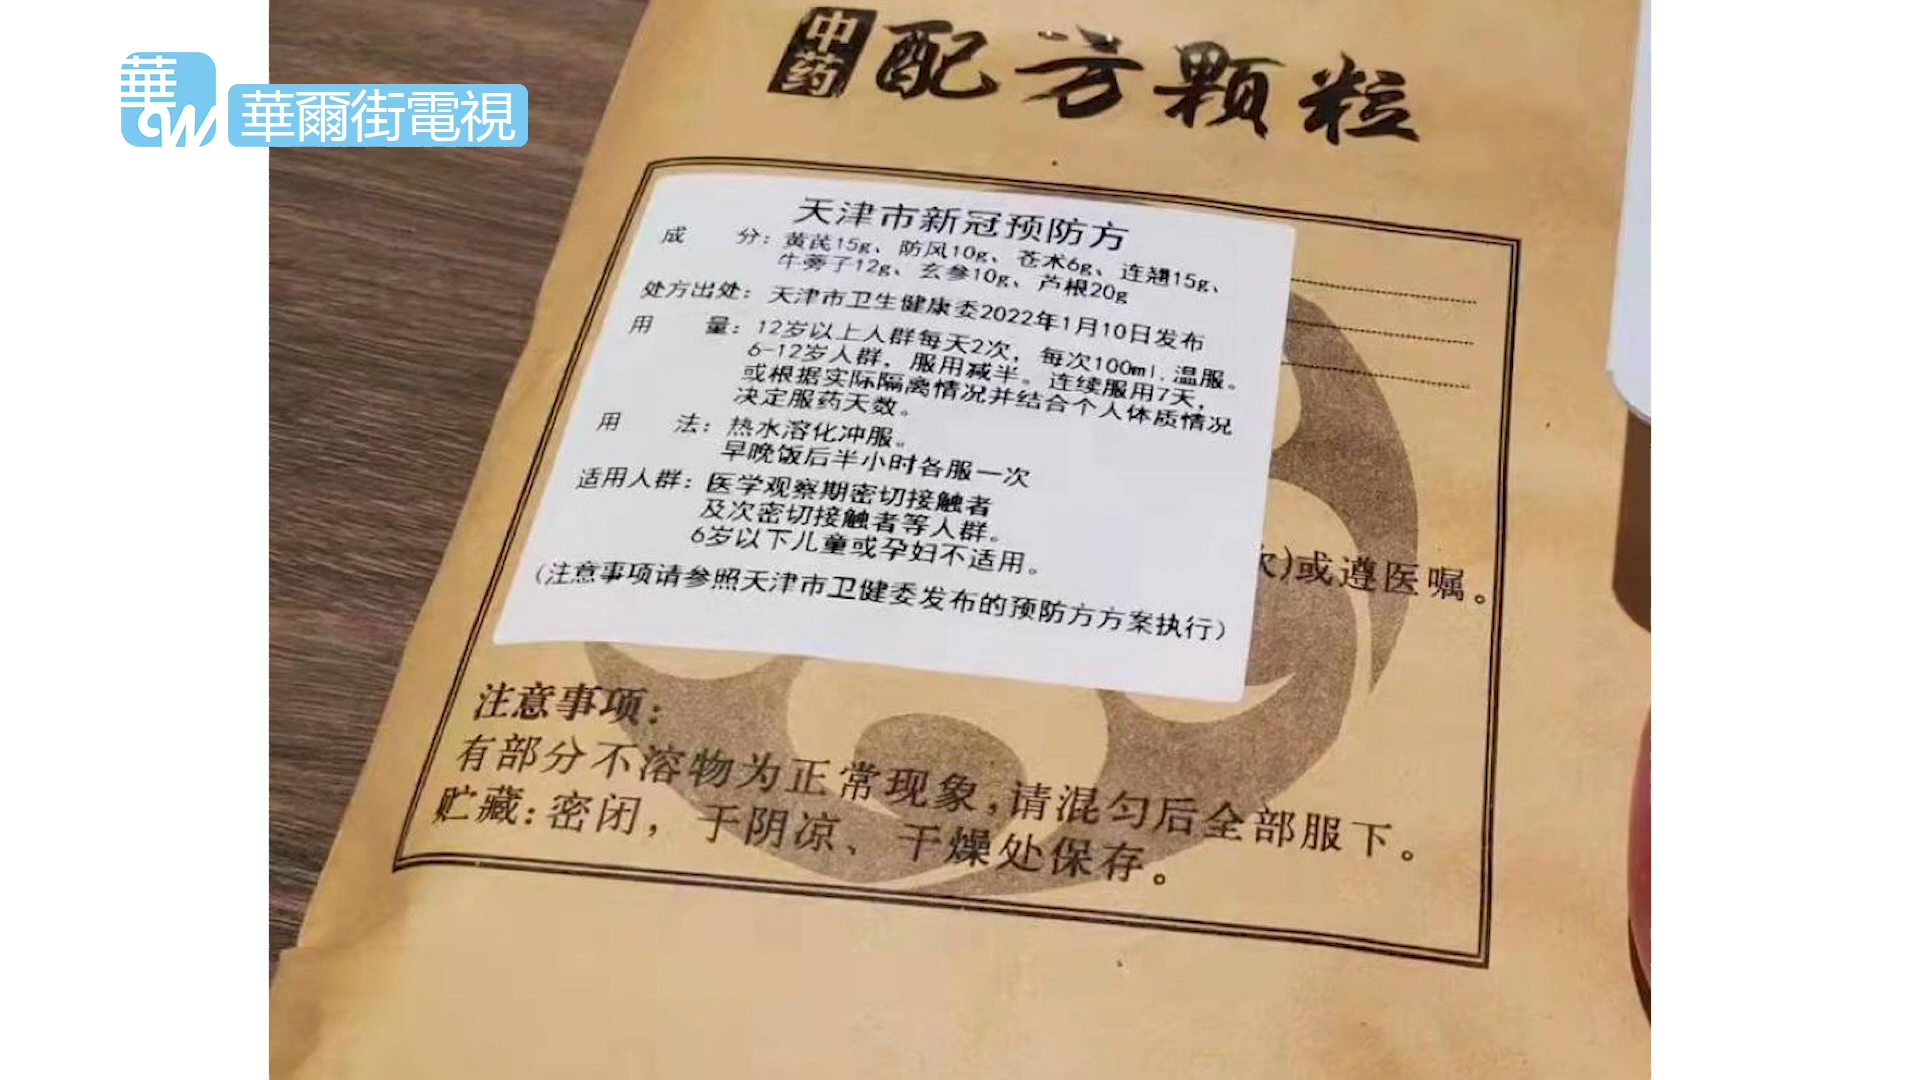 華
W
華爾街電視
中药
配方颗粒
天津市新冠预防方
成 分：黄芪15g、防风10g、苍术6g、连翘15g、
牛蒡子12g、玄参10g、芦根20g
处方出处：天津市卫生健康委2022年1月10日发布
用 量：12岁以上人群每天2次，每次100ml，温服。
6-12岁人群，服用减半。连续服用7天，
或根据实际隔离情况并结合个人体质情况
决定服药天数。
用 法：热水溶化冲服。
早晚饭后半小时各服一次
适用人群：医学观察期密切接触者
及次密切接触者等人群。
6岁以下儿童或孕妇不适用。
（注意事项请参照天津市卫健委发布的预防方方案执行）
次)或遵医嘱。
注意事项：
有部分不溶物为正常现象，请混匀后全部服下。
贮藏：密闭，于阴凉、干燥处保存。